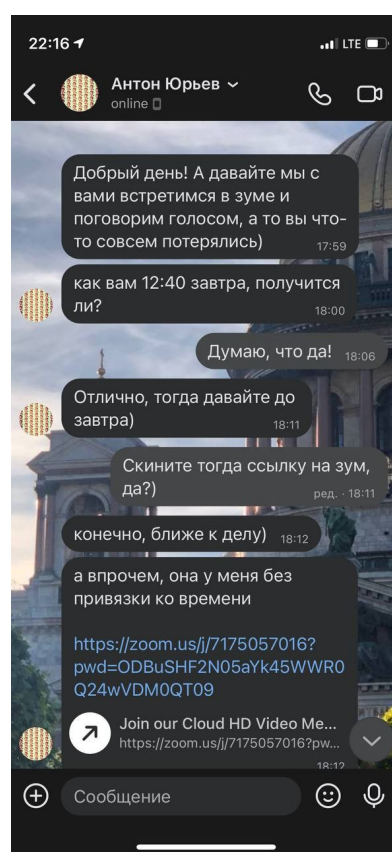 22:16
LTE
Антон Юрьев
online
Добрый день! А давайте мы с
вами встретимся в зуме и
поговорим голосом, а то вы что-
то совсем потерялись)
17:59
как вам 12:40 завтра, получится
ли?
18:00
Думаю, что да!
18:06
Отлично, тогда давайте до
завтра)
18:11
Скините тогда ссылку на зум,
да?)
ред. · 18:11
конечно, ближе к делу)
18:12
а впрочем, она у меня без
привязки ко времени
https://zoom.us/j/7175057016?
pwd=ODBuSHF2N05aYk45WWR0
Q24wVDM0QT09
Join our Cloud HD Video Me...
https://zoom.us/j/7175057016?pw...
18:12
Сообщение